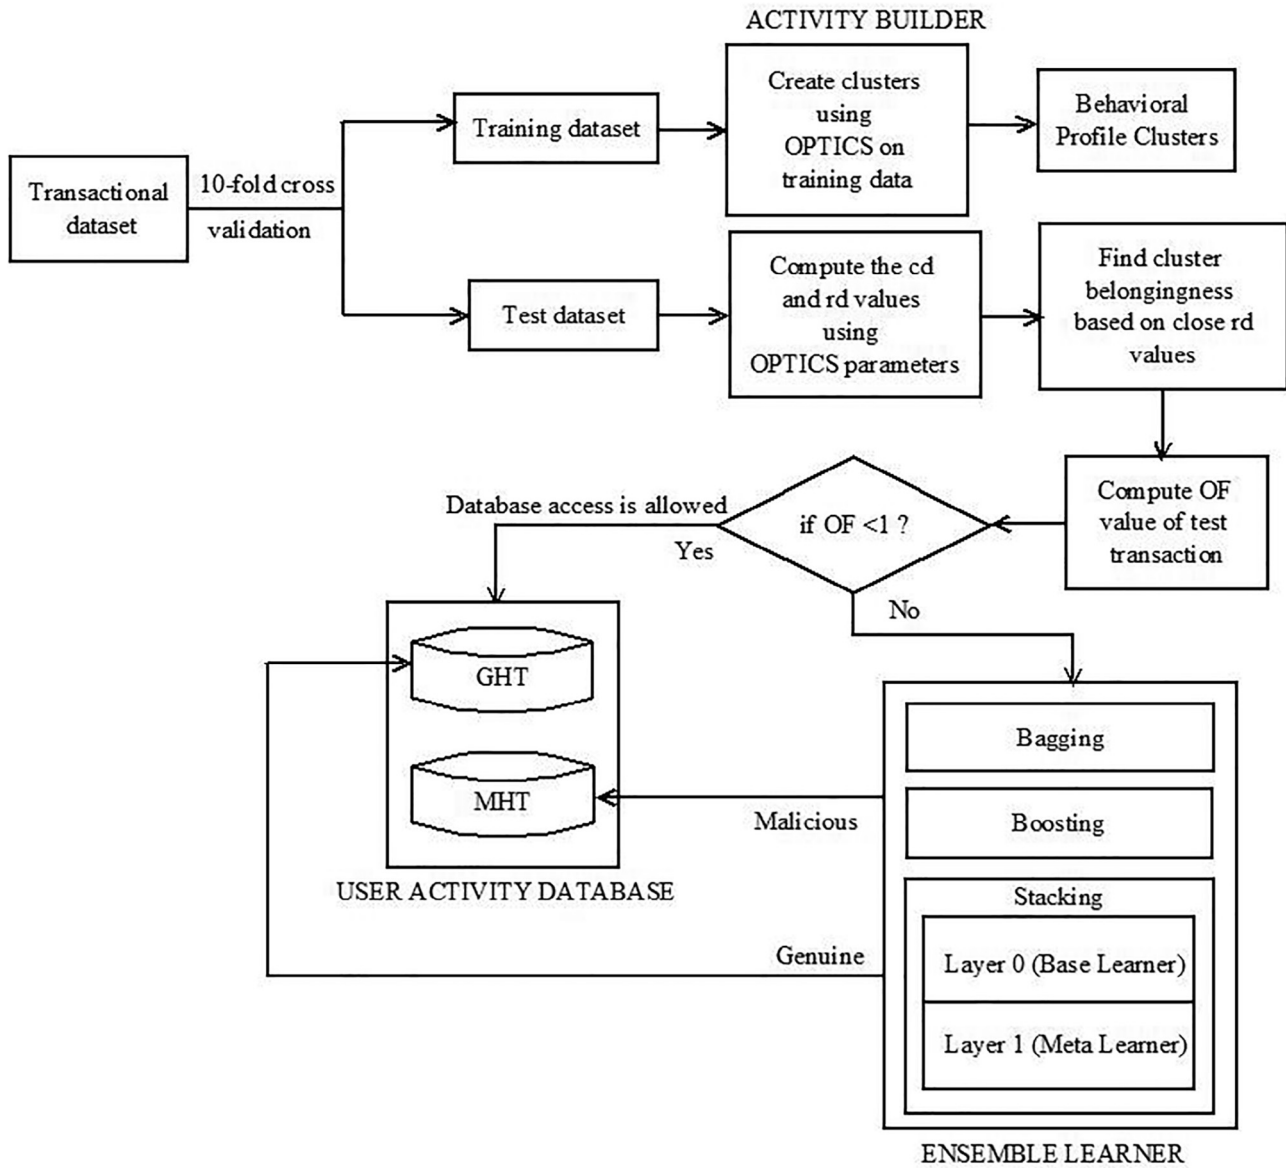 ACTIVITY BUILDER
Transactional
dataset
10-fold cross
validation
Training dataset
Create clusters
using
OPTICS on
training data
Behavioral
Profile Clusters
Test dataset
Compute the cd
and rd values
using
OPTICS parameters
Find cluster
belongingness
based on close rd
values
Compute OF
value of test
transaction
if OF <1 ?
Database access is allowed
Yes
No
GHT
MHT
USER ACTIVITY DATABASE
Malicious
Genuine
Bagging
Boosting
Stacking
Layer 0 (Base Learner)
Layer 1 (Meta Learner)
ENSEMBLE LEARNER